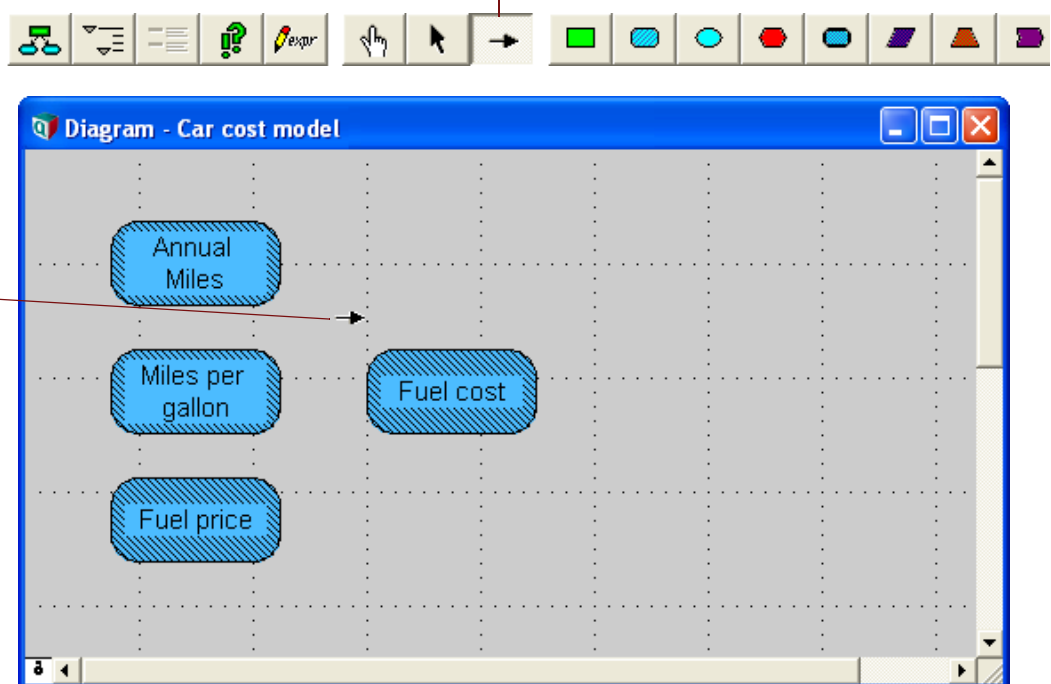 expr
Diagram - Car cost model
Annual
Miles
Miles per
gallon
Fuel cost
Fuel price